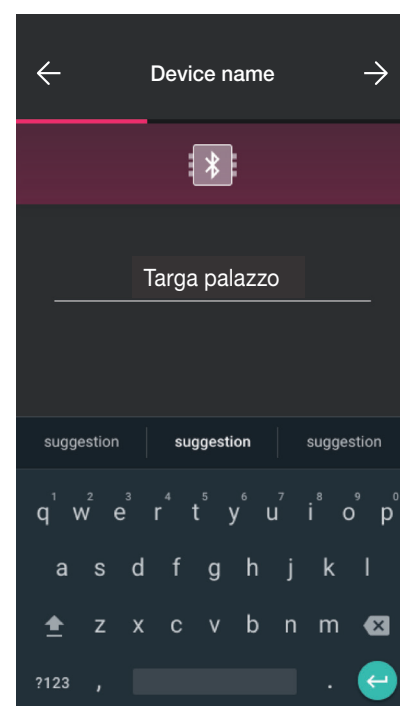 Device name
Targa palazzo
suggestion suggestion suggestion
1 2 3 4 5 6 7 8 9 0
q w e r t y u i o p
a s d f g h j k l
z x c v b n m
?123 , .